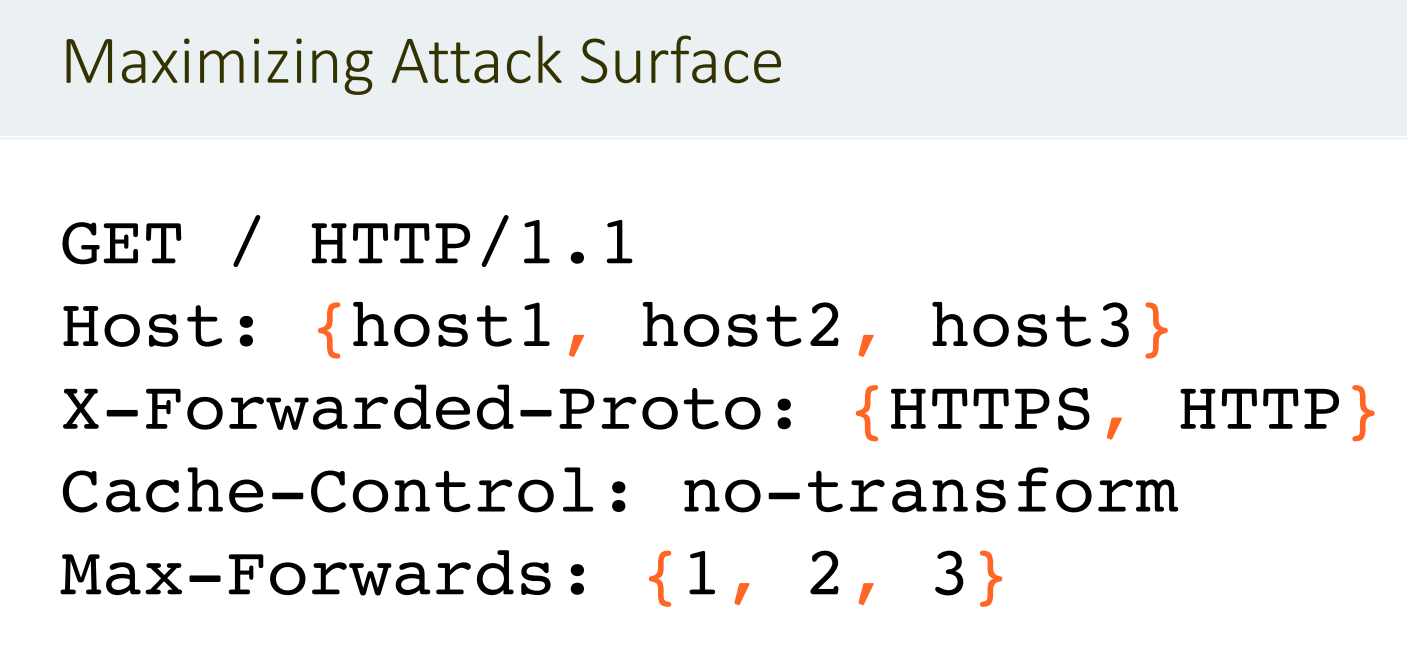 Maximizing Attack Surface
GET / HTTP/1.1
Host: {host1, host2, host3}
X-Forwarded-Proto: {HTTPS, HTTP}
Cache-Control: no-transform
Max-Forwards: {1, 2, 3}